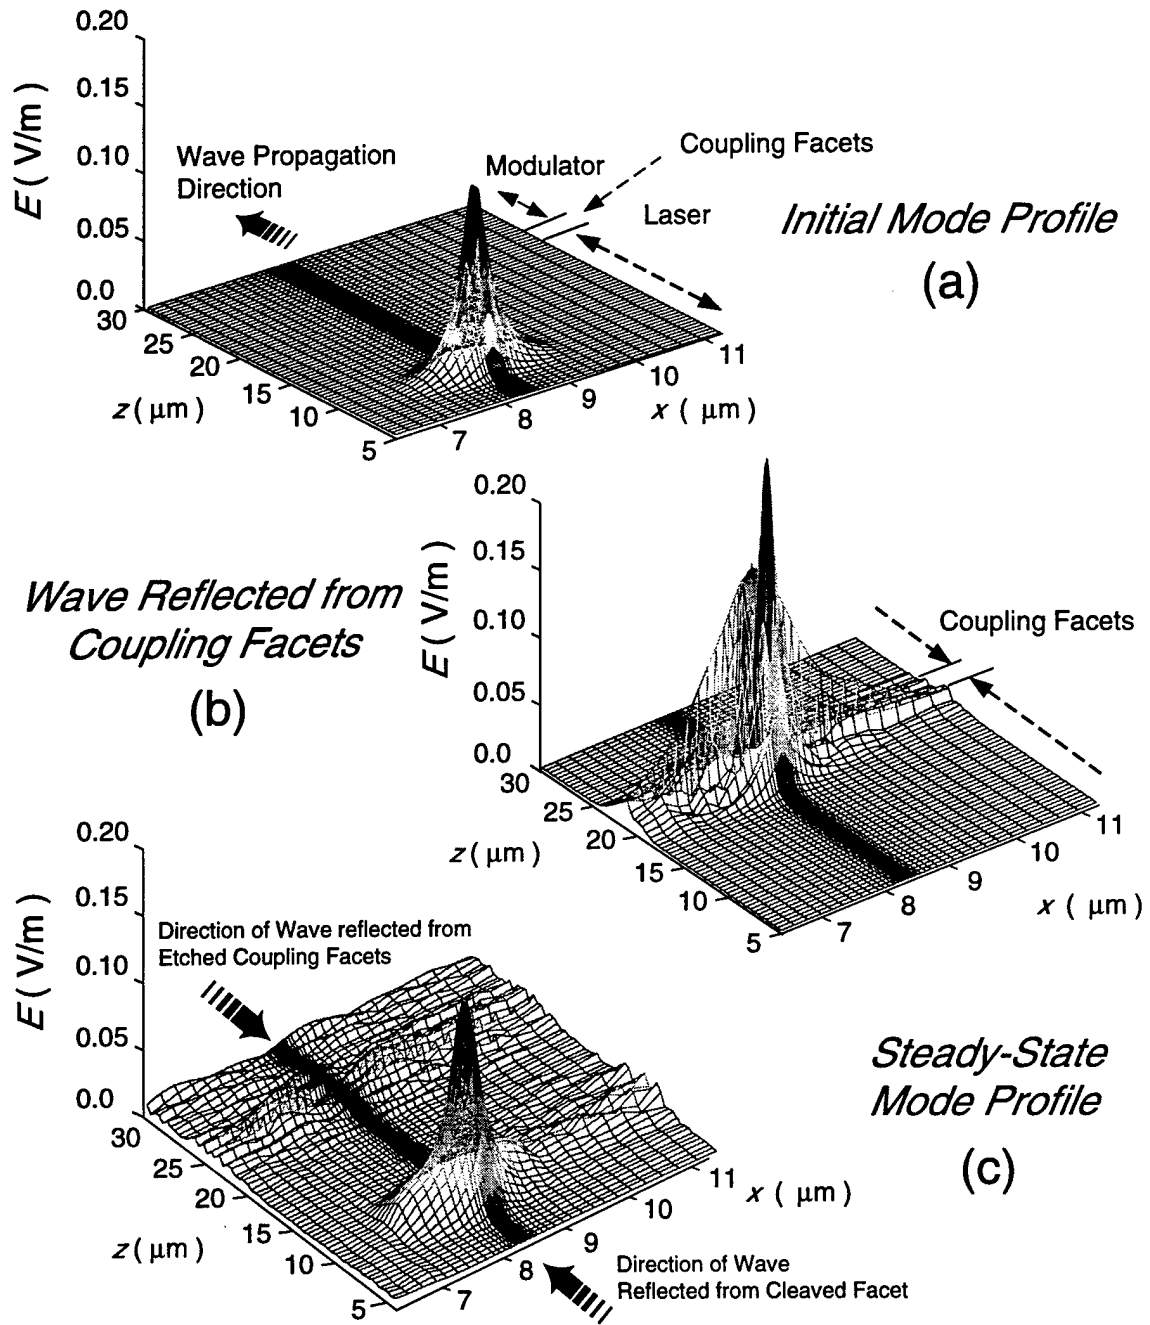 0.20
0.15
0.10
0.05
0.0
E ( V/m )
Wave Propagation
Direction
Modulator
Coupling Facets
Laser
Initial Mode Profile
(a)
30
25
20
15
10
5
z ( μm )
7
8
9
10
11
x ( μm )
0.20
0.15
0.10
0.05
0.0
E ( V/m )
Wave Reflected from
Coupling Facets
(b)
Coupling Facets
30
25
20
15
10
5
z ( μm )
7
8
9
10
11
x ( μm )
0.20
0.15
0.10
0.05
0.0
E ( V/m )
Direction of Wave reflected from
Etched Coupling Facets
Steady-State
Mode Profile
(c)
30
25
20
15
10
5
z ( μm )
7
8
9
10
11
x ( μm )
Direction of Wave
Reflected from Cleaved Facet